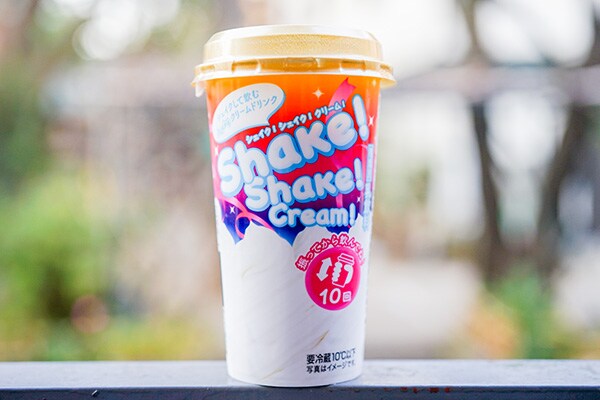 して飲む
クリームドリンク
シェイク！シェイク！クリーム！
Shake!
Shake!
Cream!
振ってから飲んでね
10回
要冷蔵10℃以下
写真はイメージです